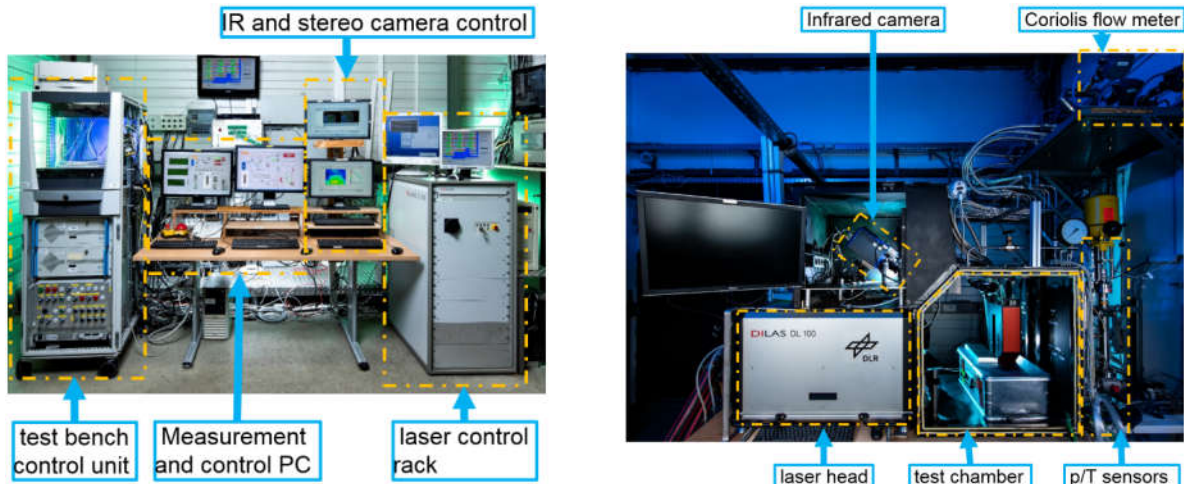 IR and stereo camera control
test bench
control unit
Measurement
and control PC
laser control
rack
Infrared camera
Coriolis flow meter
DILAS DL 100
DLR
laser head
test chamber
p/T sensors